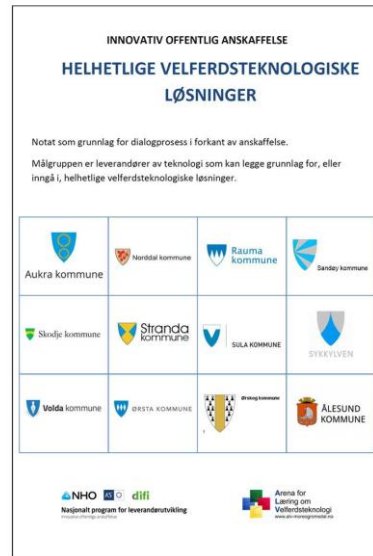 INNOVATIV OFFENTLIG ANSKAFFELSE
HELHETLIGE VELFERDSTEKNOLOGISKE
LØSNINGER
Notat som grunnlag for dialogprosess i forkant av anskaffelse.
Målgruppen er leverandører av teknologi som kan legge grunnlag for, eller
inngå i, helhetlige velferdsteknologiske løsninger.
Aukra kommune
Norddal kommune
Rauma
kommune
Sandøy kommune
Skodje kommune
Stranda
kommune
SULA KOMMUNE
SYKKYLVEN
Volda kommune
ØRSTA KOMMUNE
Ørskog kommune
ÅLESUND
KOMMUNE
NHO KS difi
Nasjonalt program for leverandørutvikling
Arena for
Læring om
Velferdsteknologi